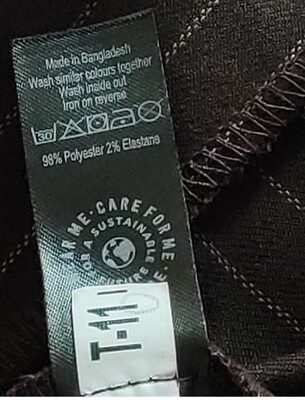 Made in Bangladesh
Wash similar colours together
Wash inside out
Iron on reverse
30
98% Polyester 2% Elastane
CARE FOR ME
A SUSTAINABLE
T-11